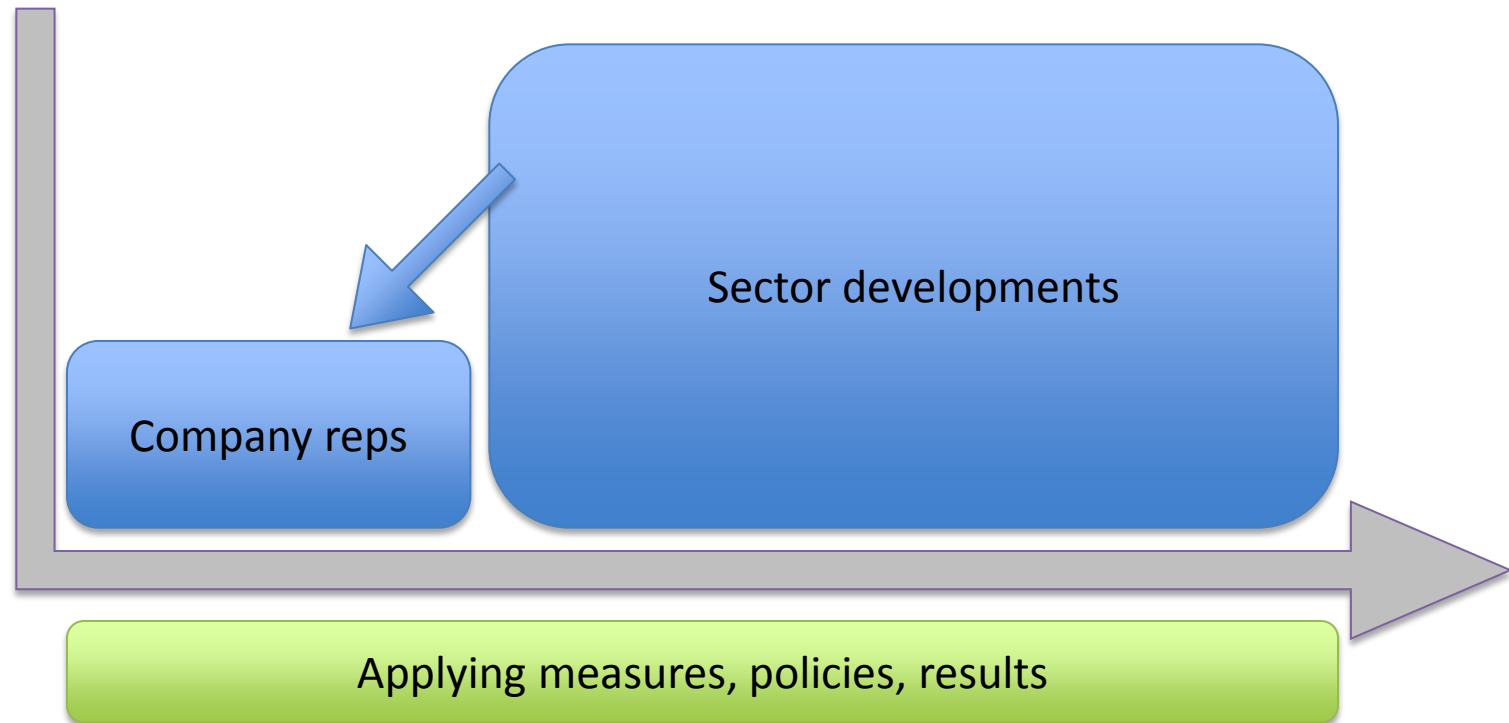 Sector developments
Company reps
Applying measures, policies, results